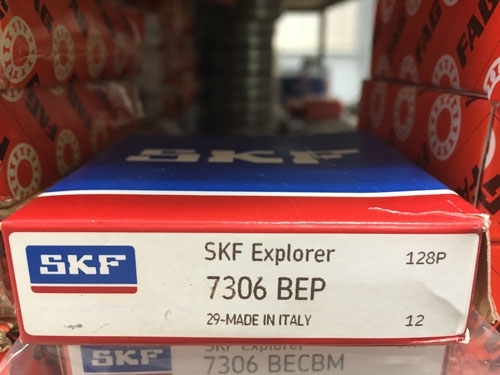 FAG
FAG
SKF
FAG
SKF
SKF Explorer
128P
7306 BEP
29-MADE IN ITALY
12
SKF
SKF Explorer
7306 BECBM